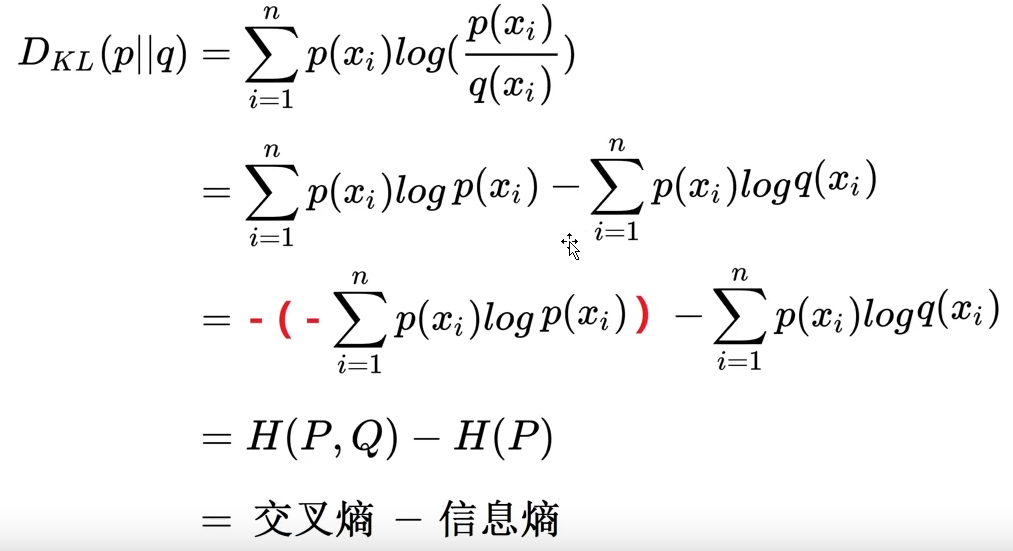 D_{KL}(p||q) = \sum_{i=1}^{n} p(x_i)log(\frac{p(x_i)}{q(x_i)})
= \sum_{i=1}^{n} p(x_i)log p(x_i) − \sum_{i=1}^{n} p(x_i)log q(x_i)
= -(-\sum_{i=1}^{n} p(x_i)log p(x_i)) − \sum_{i=1}^{n} p(x_i)log q(x_i)
= H(P,Q) − H(P)
= 交叉熵 − 信息熵